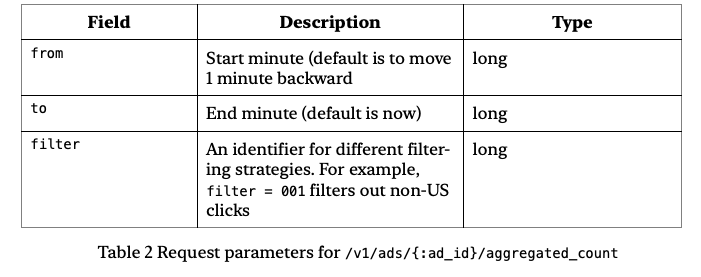 Field Description Type
from Start minute (default is to move long
1 minute backward
to End minute (default is now) long
filter An identifier for different filter- long
ing strategies. For example,
filter = 001 filters out non-US
clicks
Table 2 Request parameters for /v1/ads/{:ad_id}/aggregated_count